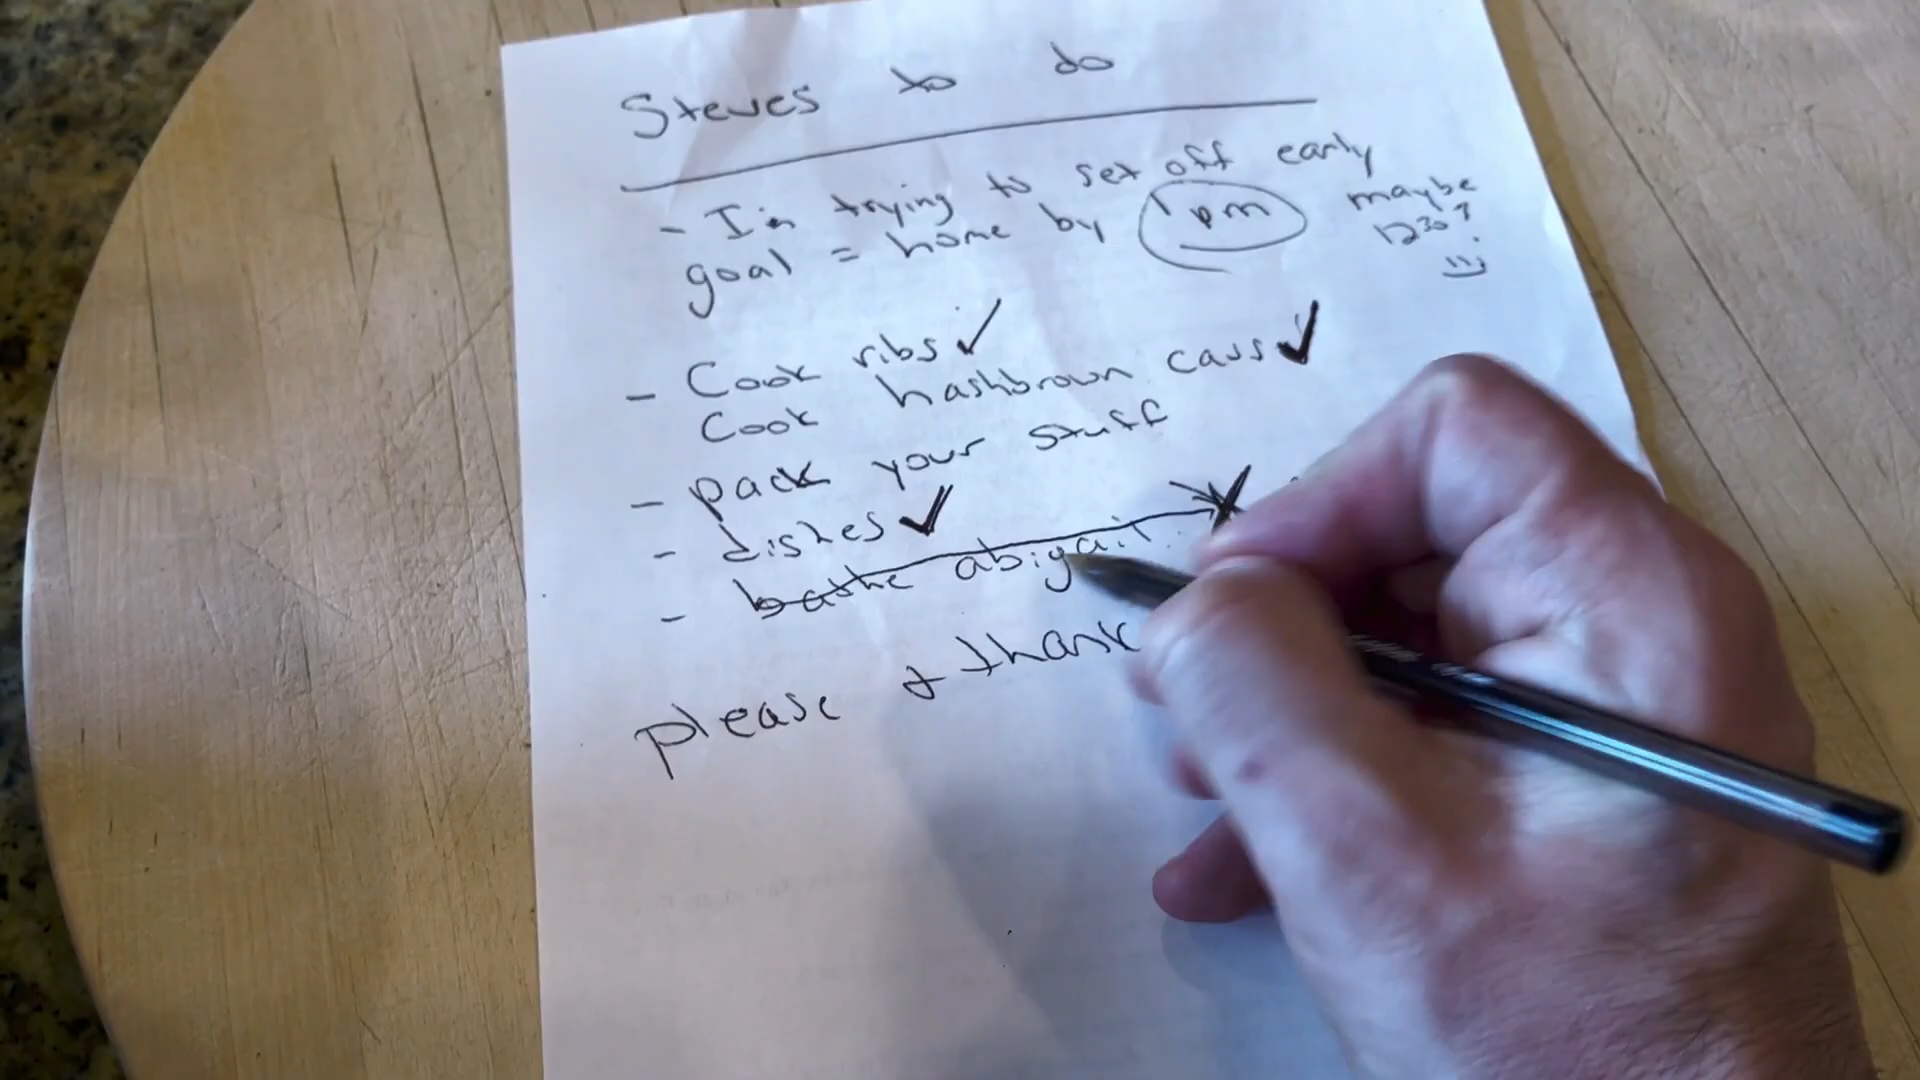 Steves to do
- I'm trying to get off early
goal = home by 1pm maybe
1230?
- Cook ribs ✓
Cook hashbrown cass ✓
- pack your stuff
- dishes ✓
- bathe abigail
please + thank